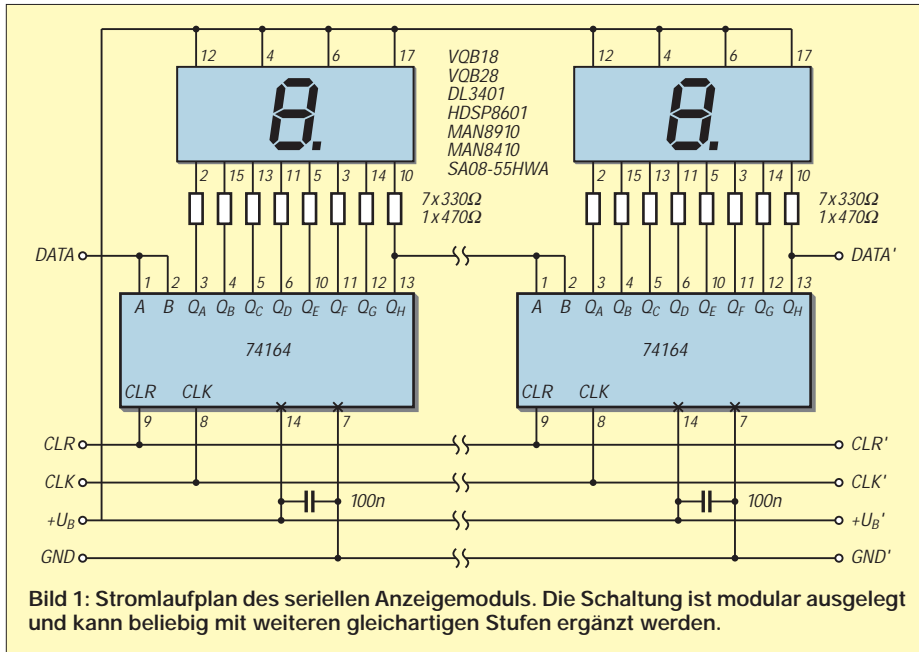 12 4 6 17
12 4 6 17
VQB18
VQB28
DL3401
HDSP8601
MAN8910
MAN8410
SA08-55HWA
8.
8.
2 15 13 11 5 3 14 10
2 15 13 11 5 3 14 10
7x330Ω
1x470Ω
7x330Ω
1x470Ω
DATA
DATA'
1 2 3 4 5 6 10 11 12 13
1 2 3 4 5 6 10 11 12 13
A B QA QB QC QD QE QF QG QH
A B QA QB QC QD QE QF QG QH
74164
74164
CLR CLK
CLR CLK
9 8 14 7
9 8 14 7
CLR
CLR'
CLK
CLK'
100n
100n
+UB
+UB'
GND
GND'
Bild 1: Stromlaufplan des seriellen Anzeigemoduls. Die Schaltung ist modular ausgelegt
und kann beliebig mit weiteren gleichartigen Stufen ergänzt werden.